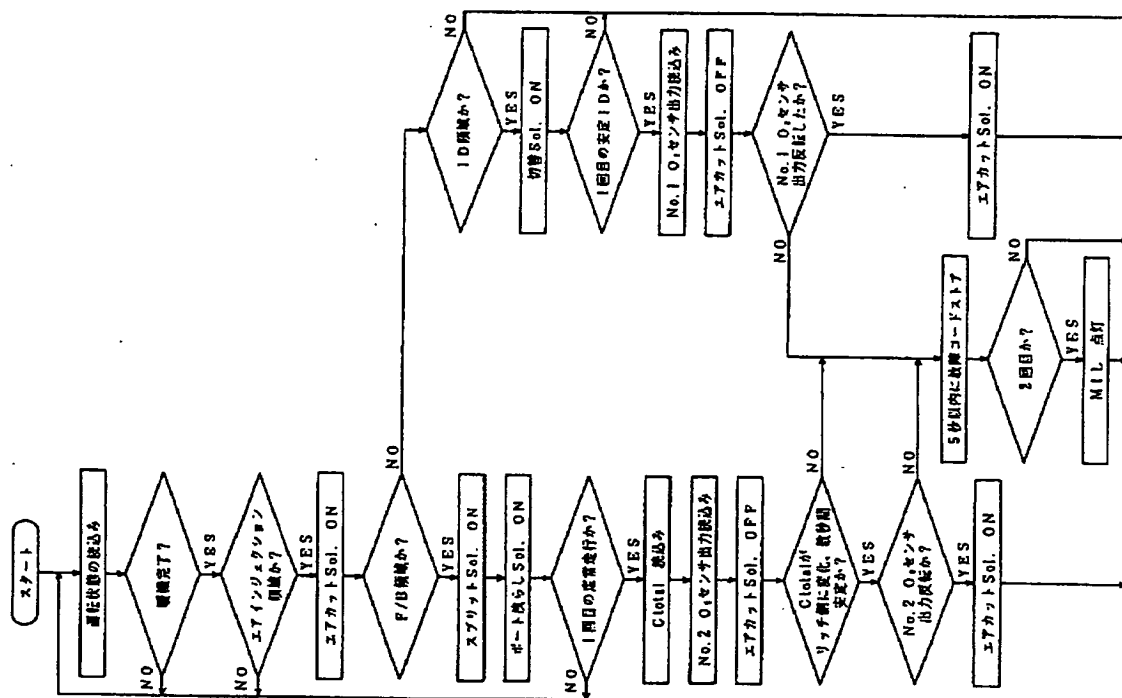 スタート
運転状態の読込み
暖機完了?
NO
YES
エアインジェクション
領域か?
NO
YES
エアカットSol. ON
F/B領域か?
NO
YES
スプリットSol. ON
ポート残らしSol. ON
1回目の定常走行か?
NO
YES
Ctotal 読込み
No.2 O₂センサ出力読込み
エアカットSol. OFF
Ctotalが
リッチ側に変化、数秒間
安定か?
NO
YES
No.2 O₂センサ
出力反転か?
NO
YES
エアカットSol. ON
ID領域か?
NO
YES
切替Sol. ON
1回目の安定IDか?
NO
YES
No.1 O₂センサ出力読込み
エアカットSol. OFF
No.1 O₂センサ
出力反転したか?
NO
YES
エアカットSol. ON
5秒以内に故障コードストア
2回目か?
NO
YES
MIL 点灯